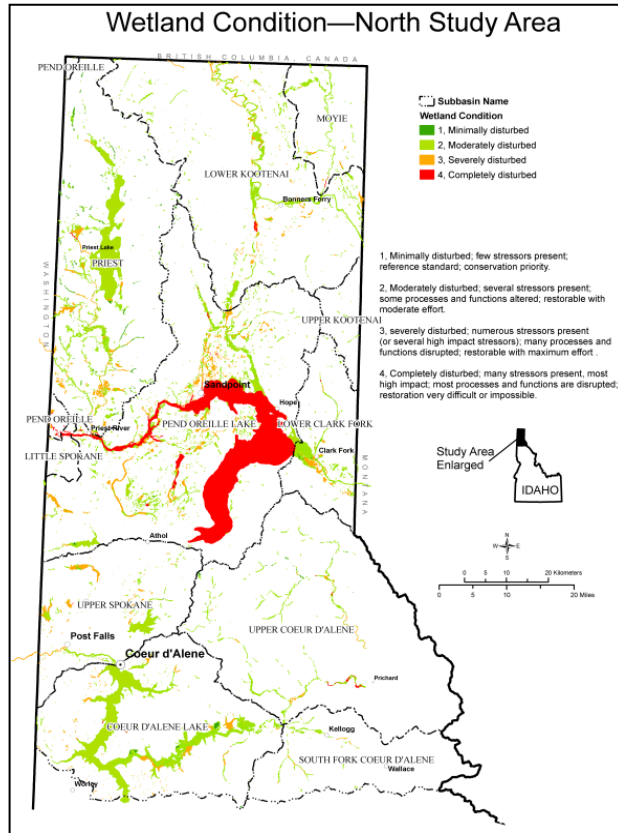 Wetland Condition—North Study Area
BRITISH COLUMBIA, CANADA
PEND OREILLE
MOYIE
LOWER KOOTENAI
Bonners Ferry
Priest Lake
PRIEST
WASHINGTON
UPPER KOOTENAI
Sandpoint
Hope
PEND OREILLE
Priest River
PEND OREILLE LAKE
LOWER CLARK FORK
LITTLE SPOKANE
Clark Fork
MONTANA
Athol
UPPER SPOKANE
Post Falls
UPPER COEUR D'ALENE
Coeur d'Alene
Prichard
COEUR D'ALENE LAKE
Kellogg
SOUTH FORK COEUR D'ALENE
Wallace
Worley
Subbasin Name
Wetland Condition
1, Minimally disturbed
2, Moderately disturbed
3, Severely disturbed
4, Completely disturbed
1, Minimally disturbed; few stressors present;
reference standard; conservation priority.
2, Moderately disturbed; several stressors present;
some processes and functions altered; restorable with
moderate effort.
3, severely disturbed; numerous stressors present
(or several high impact stressors); many processes and
functions disrupted; restorable with maximum effort .
4, Completely disturbed; many stressors present, most
high impact; most processes and functions are disrupted;
restoration very difficult or impossible.
Study Area
Enlarged
IDAHO
N
W E
S
0 5 10 20 Kilometers
0 5 10 20 Miles